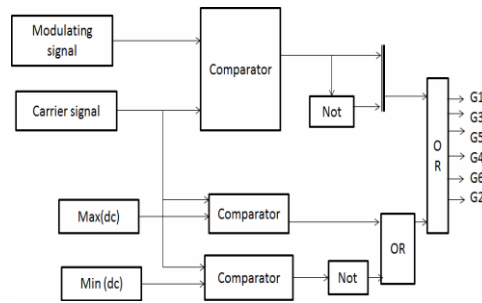 Modulating
signal
Comparator
Carrier signal
Not
O
R
G1
G3
G5
G4
G6
G2
Max(dc)
Comparator
OR
Min (dc)
Comparator
Not